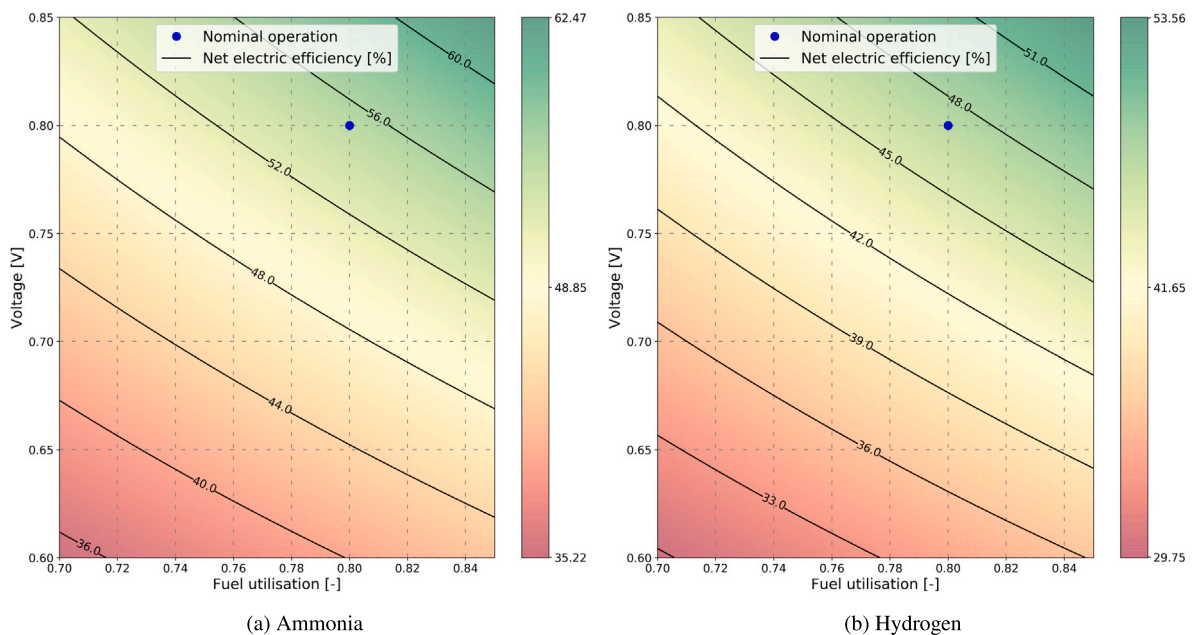 0.85
0.80
0.75
0.70
0.65
0.60
Voltage [V]
Nominal operation
Net electric efficiency [%]
60.0
56.0
52.0
48.0
44.0
40.0
36.0
0.70 0.72 0.74 0.76 0.78 0.80 0.82 0.84
Fuel utilisation [-]
62.47
48.85
35.22
(a) Ammonia
0.85
0.80
0.75
0.70
0.65
0.60
Voltage [V]
Nominal operation
Net electric efficiency [%]
51.0
48.0
45.0
42.0
39.0
36.0
33.0
0.70 0.72 0.74 0.76 0.78 0.80 0.82 0.84
Fuel utilisation [-]
53.56
41.65
29.75
(b) Hydrogen